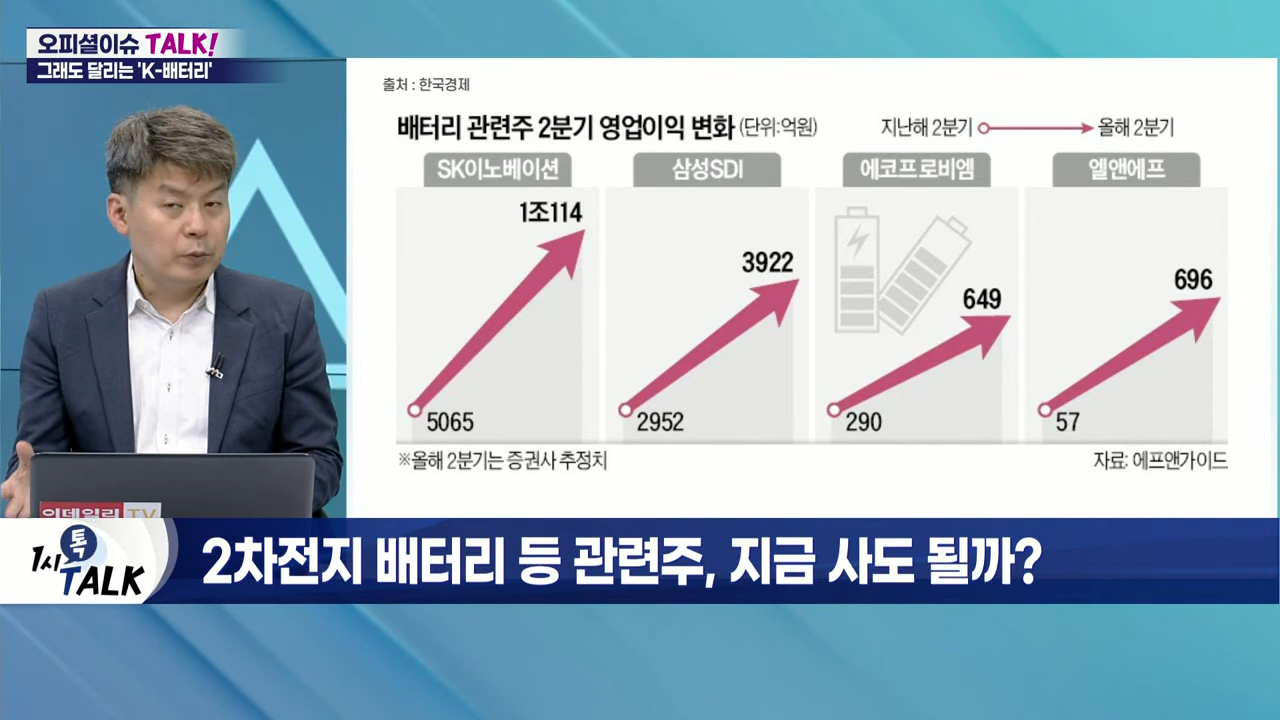 오피셜이슈 TALK!
그래도 달리는 'K-배터리'
출처 : 한국경제
배터리 관련주 2분기 영업이익 변화 (단위:억원)
지난해 2분기 올해 2분기
SK이노베이션 삼성SDI 에코프로비엠 엘앤에프
1조114 3922 649 696
5065 2952 290 57
※올해 2분기는 증권사 추정치
자료: 에프앤가이드
이데일리 TV
1시 톡 TALK
2차전지 배터리 등 관련주, 지금 사도 될까?